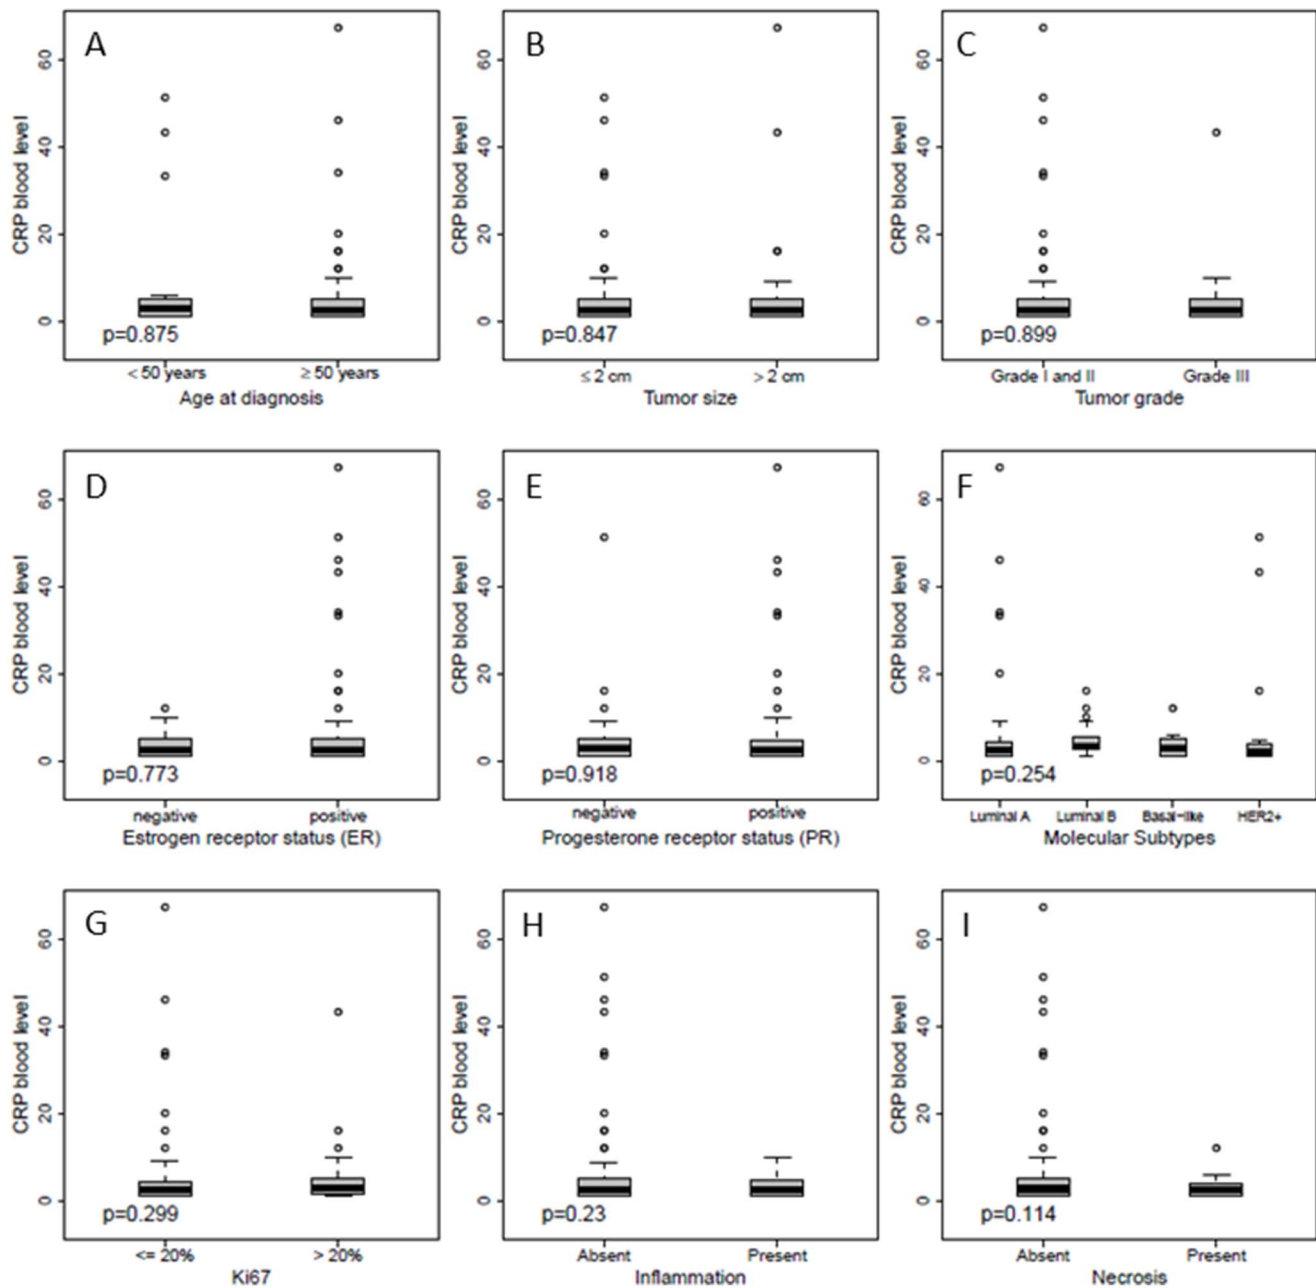 A
CRP blood level
60
40
20
0
p=0.875
< 50 years
≥ 50 years
Age at diagnosis
B
CRP blood level
60
40
20
0
p=0.847
≤ 2 cm
> 2 cm
Tumor size
C
CRP blood level
60
40
20
0
p=0.899
Grade I and II
Grade III
Tumor grade
D
CRP blood level
60
40
20
0
p=0.773
negative
positive
Estrogen receptor status (ER)
E
CRP blood level
60
40
20
0
p=0.918
negative
positive
Progesterone receptor status (PR)
F
CRP blood level
60
40
20
0
p=0.254
Luminal A
Luminal B
Basal-like
HER2+
Molecular Subtypes
G
CRP blood level
60
40
20
0
p=0.299
<= 20%
> 20%
Ki67
H
CRP blood level
60
40
20
0
p=0.23
Absent
Present
Inflammation
I
CRP blood level
60
40
20
0
p=0.114
Absent
Present
Necrosis